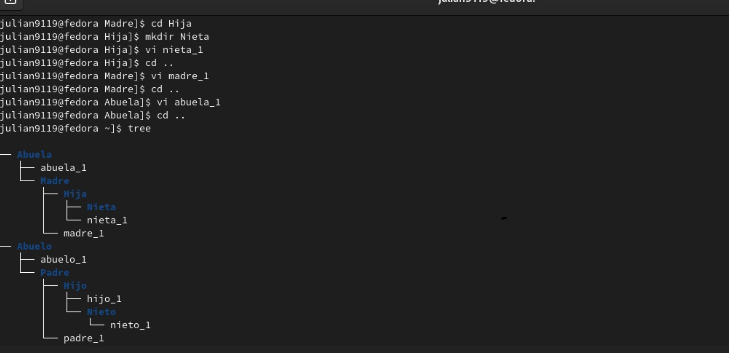 julian9119@fedora Madre]$ cd Hija
julian9119@fedora Hija]$ mkdir Nieta
julian9119@fedora Hija]$ vi nieta_1
julian9119@fedora Hija]$ cd ..
julian9119@fedora Madre]$ vi madre_1
julian9119@fedora Madre]$ cd ..
julian9119@fedora Abuela]$ vi abuela_1
julian9119@fedora Abuela]$ cd ..
julian9119@fedora ~]$ tree
── Abuela
├── abuela_1
└── Madre
├── Hija
│   ├── Nieta
│   └── nieta_1
└── madre_1
── Abuelo
├── abuelo_1
└── Padre
├── Hijo
│   ├── hijo_1
│   └── Nieto
│       └── nieto_1
└── padre_1